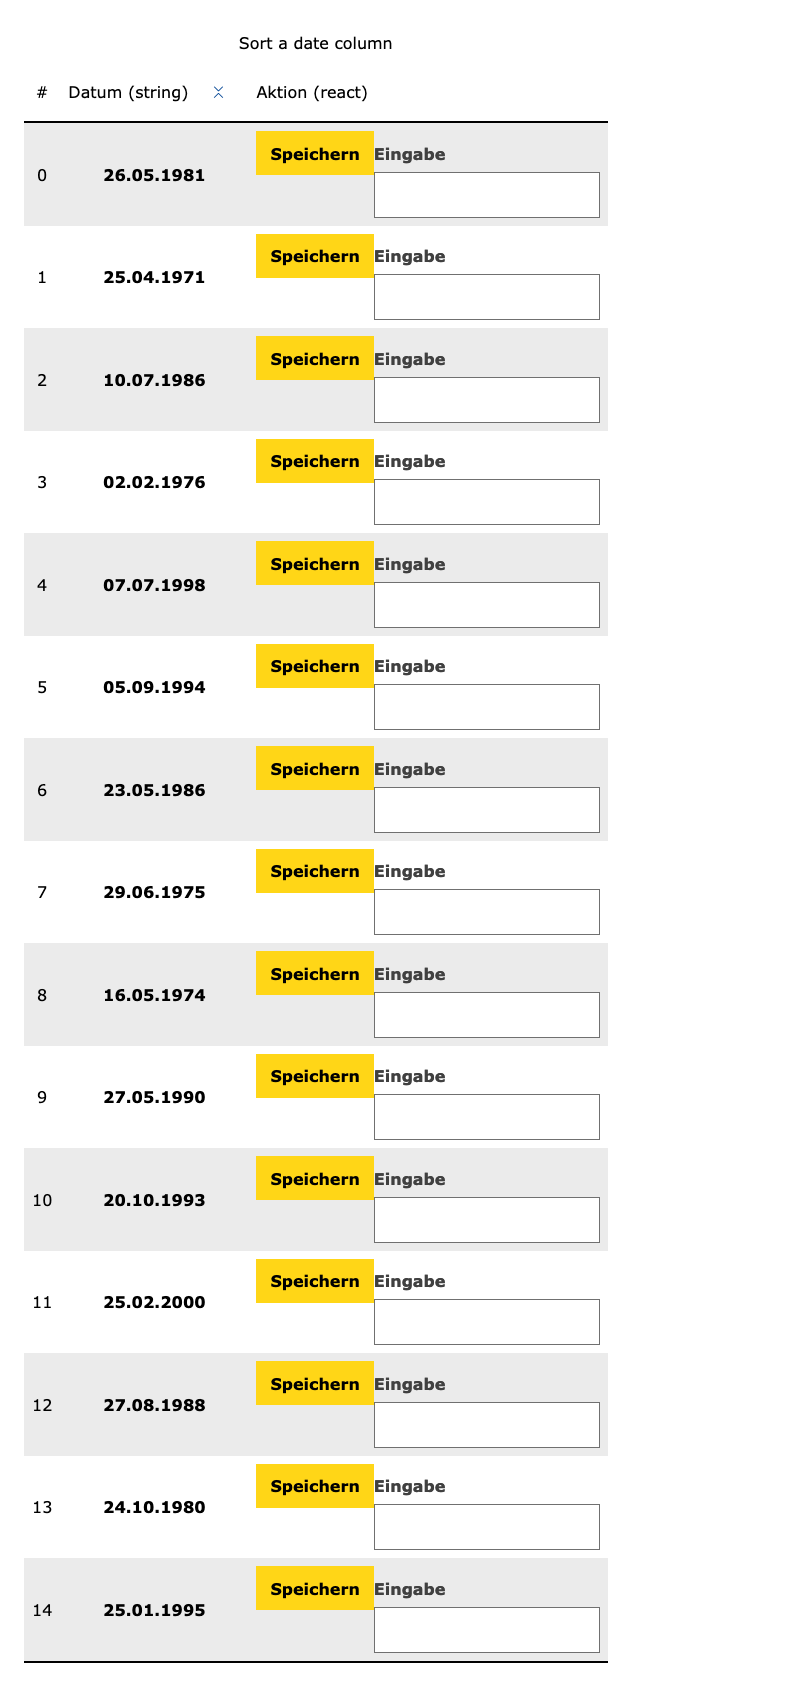 Sort a date column
# Datum (string) Aktion (react)
0 26.05.1981 Speichern Eingabe
1 25.04.1971 Speichern Eingabe
2 10.07.1986 Speichern Eingabe
3 02.02.1976 Speichern Eingabe
4 07.07.1998 Speichern Eingabe
5 05.09.1994 Speichern Eingabe
6 23.05.1986 Speichern Eingabe
7 29.06.1975 Speichern Eingabe
8 16.05.1974 Speichern Eingabe
9 27.05.1990 Speichern Eingabe
10 20.10.1993 Speichern Eingabe
11 25.02.2000 Speichern Eingabe
12 27.08.1988 Speichern Eingabe
13 24.10.1980 Speichern Eingabe
14 25.01.1995 Speichern Eingabe